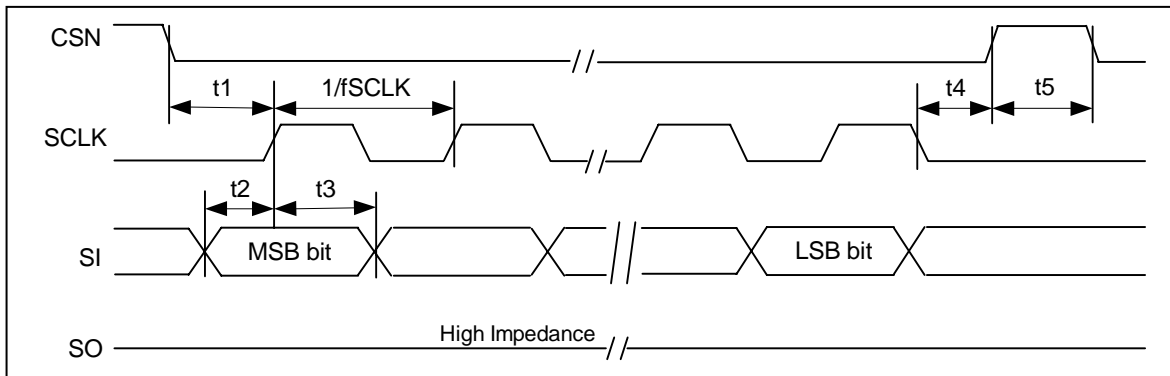 CSN
t1
1/fSCLK
t4
t5
SCLK
t2
t3
SI
MSB bit
LSB bit
High Impedance
SO